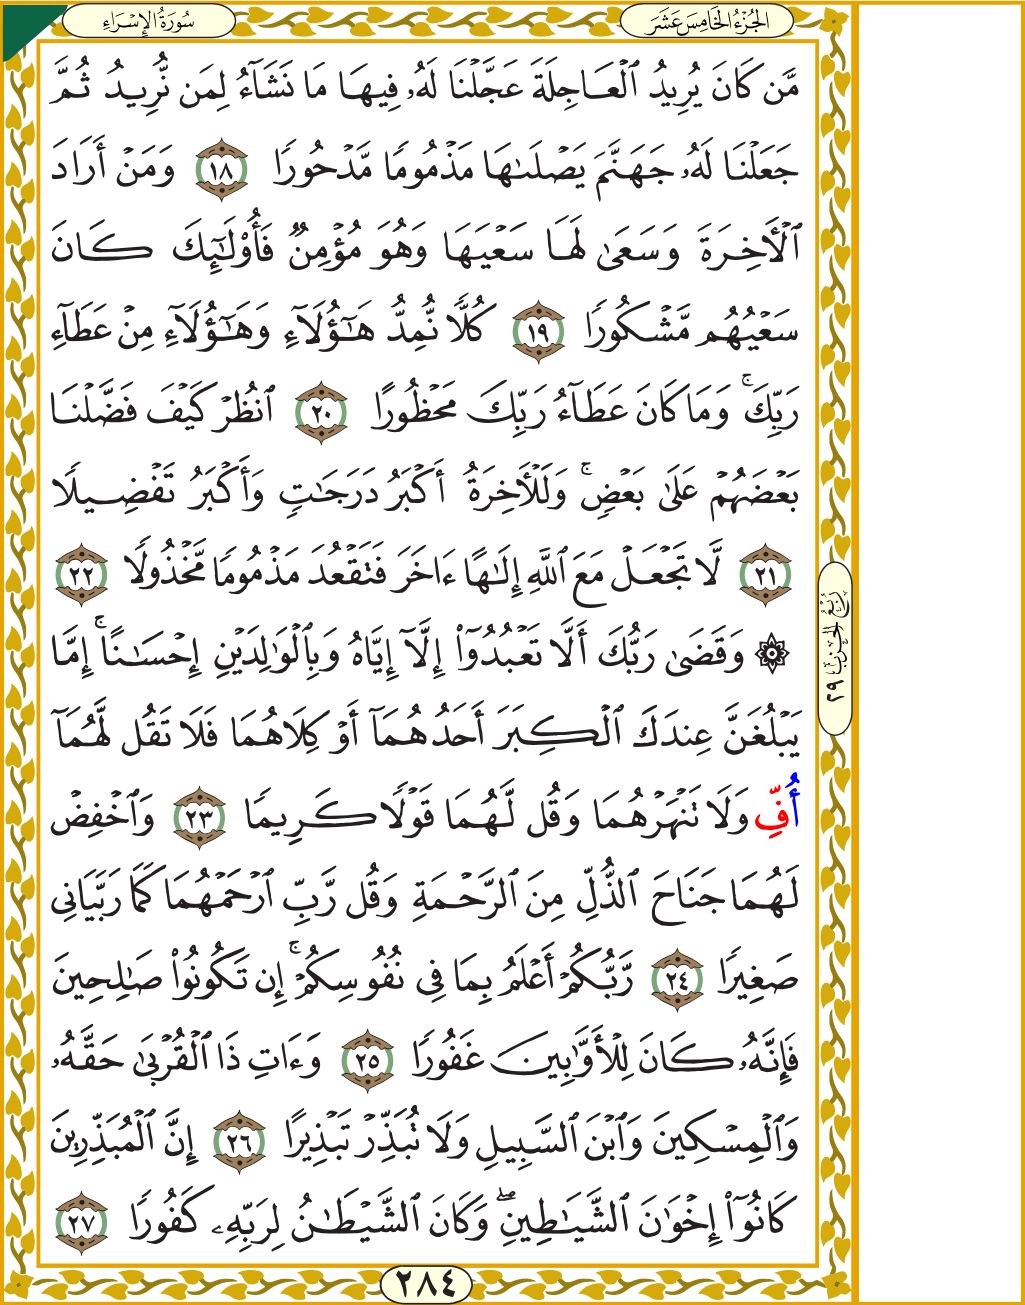 سُورَةُ الإِسْرَاءِ
الجُزْءُ الخَامِسَ عَشَرَ
مَّن كَانَ يُرِيدُ ٱلْعَاجِلَةَ عَجَّلْنَا لَهُۥ فِيهَا مَا نَشَآءُ لِمَن نُّرِيدُ ثُمَّ
جَعَلْنَا لَهُۥ جَهَنَّمَ يَصْلَىٰهَا مَذْمُومًا مَّدْحُورًا ١٨ وَمَنْ أَرَادَ
ٱلْأَخِرَةَ وَسَعَىٰ لَهَا سَعْيَهَا وَهُوَ مُؤْمِنٌ فَأُو۟لَٰٓئِكَ كَانَ
سَعْيُهُم مَّشْكُورًا ١٩ كُلًّا نُّمِدُّ هَٰٓؤُلَآءِ وَهَٰٓؤُلَآءِ مِنْ عَطَآءِ
رَبِّكَ ۚ وَمَا كَانَ عَطَآءُ رَبِّكَ مَحْظُورًا ٢٠ ٱنظُرْ كَيْفَ فَضَّلْنَا
بَعْضَهُمْ عَلَىٰ بَعْضٍ ۚ وَلَلْأَخِرَةُ أَكْبَرُ دَرَجَٰتٍ وَأَكْبَرُ تَفْضِيلًا
٢١ لَّا تَجْعَلْ مَعَ ٱللَّهِ إِلَٰهًا ءَاخَرَ فَتَقْعُدَ مَذْمُومًا مَّخْذُولًا ٢٢
۞ وَقَضَىٰ رَبُّكَ أَلَّا تَعْبُدُوٓا۟ إِلَّآ إِيَّاهُ وَبِٱلْوَٰلِدَيْنِ إِحْسَٰنًا ۚ إِمَّا
يَبْلُغَنَّ عِندَكَ ٱلْكِبَرَ أَحَدُهُمَآ أَوْ كِلَاهُمَا فَلَا تَقُل لَّهُمَآ
أُفٍّ وَلَا تَنْهَرْهُمَا وَقُل لَّهُمَا قَوْلًا كَرِيمًا ٢٣ وَٱخْفِضْ
لَهُمَا جَنَاحَ ٱلذُّلِّ مِنَ ٱلرَّحْمَةِ وَقُل رَّبِّ ٱرْحَمْهُمَا كَمَا رَبَّيَانِى
صَغِيرًا ٢٤ رَّبُّكُمْ أَعْلَمُ بِمَا فِى نُفُوسِكُمْ ۚ إِن تَكُونُوا۟ صَٰلِحِينَ
فَإِنَّهُۥ كَانَ لِلْأَوَّٰبِينَ غَفُورًا ٢٥ وَءَاتِ ذَا ٱلْقُرْبَىٰ حَقَّهُۥ
وَٱلْمِسْكِينَ وَٱبْنَ ٱلسَّبِيلِ وَلَا تُبَذِّرْ تَبْذِيرًا ٢٦ إِنَّ ٱلْمُبَذِّرِينَ
كَانُوٓا۟ إِخْوَٰنَ ٱلشَّيَٰطِينِ ۖ وَكَانَ ٱلشَّيْطَٰنُ لِرَبِّهِۦ كَفُورًا ٢٧
رُبْعُ الحِزْبِ ٢٩
٢٨٤